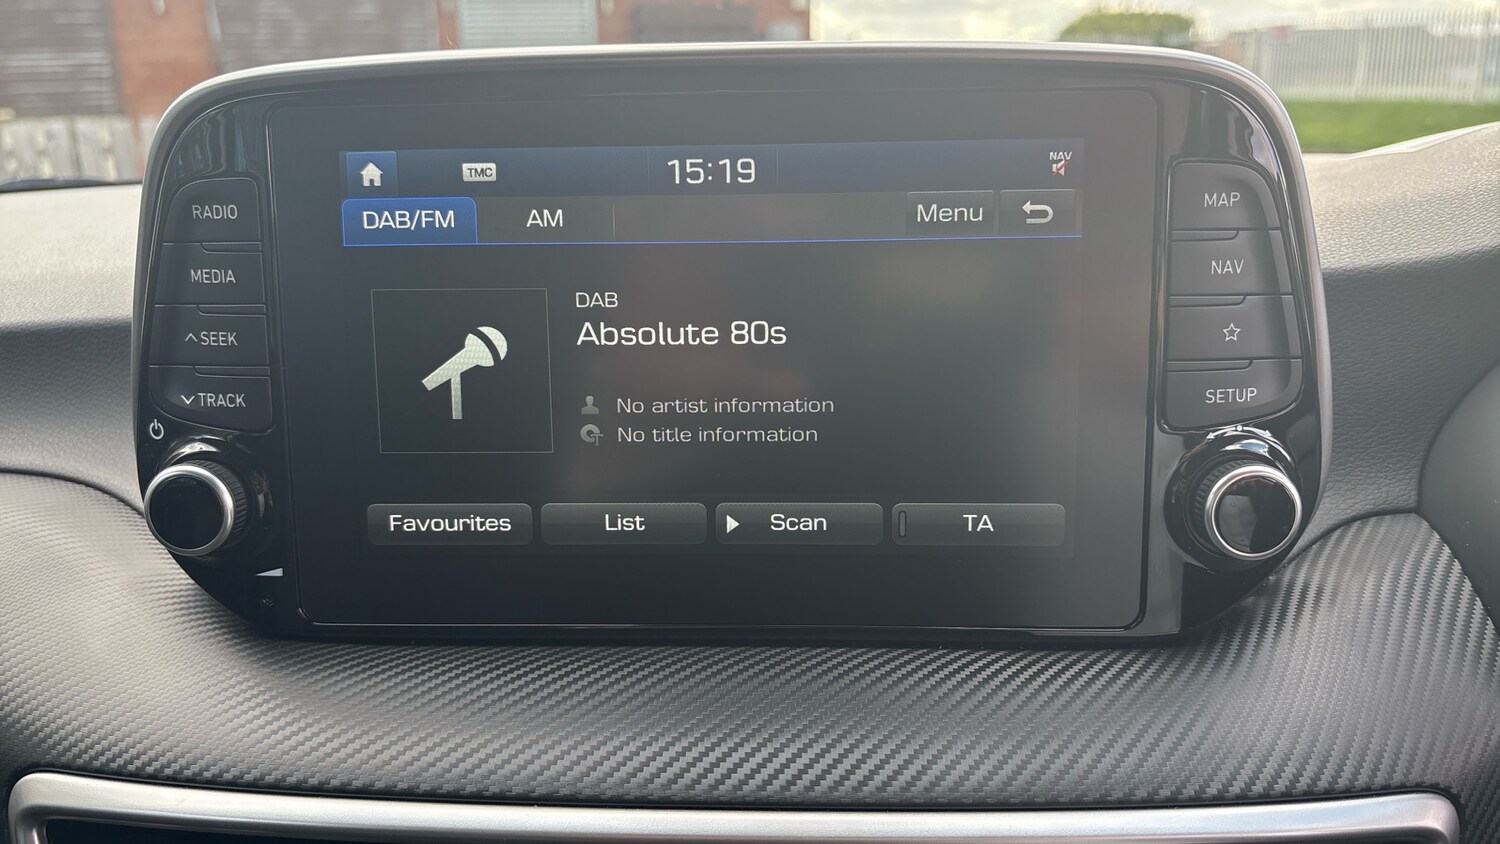 TMC
15:19
NAV
DAB/FM
AM
Menu
DAB
Absolute 80s
No artist information
No title information
Favourites
List
Scan
TA
RADIO
MEDIA
SEEK
TRACK
MAP
NAV
SETUP